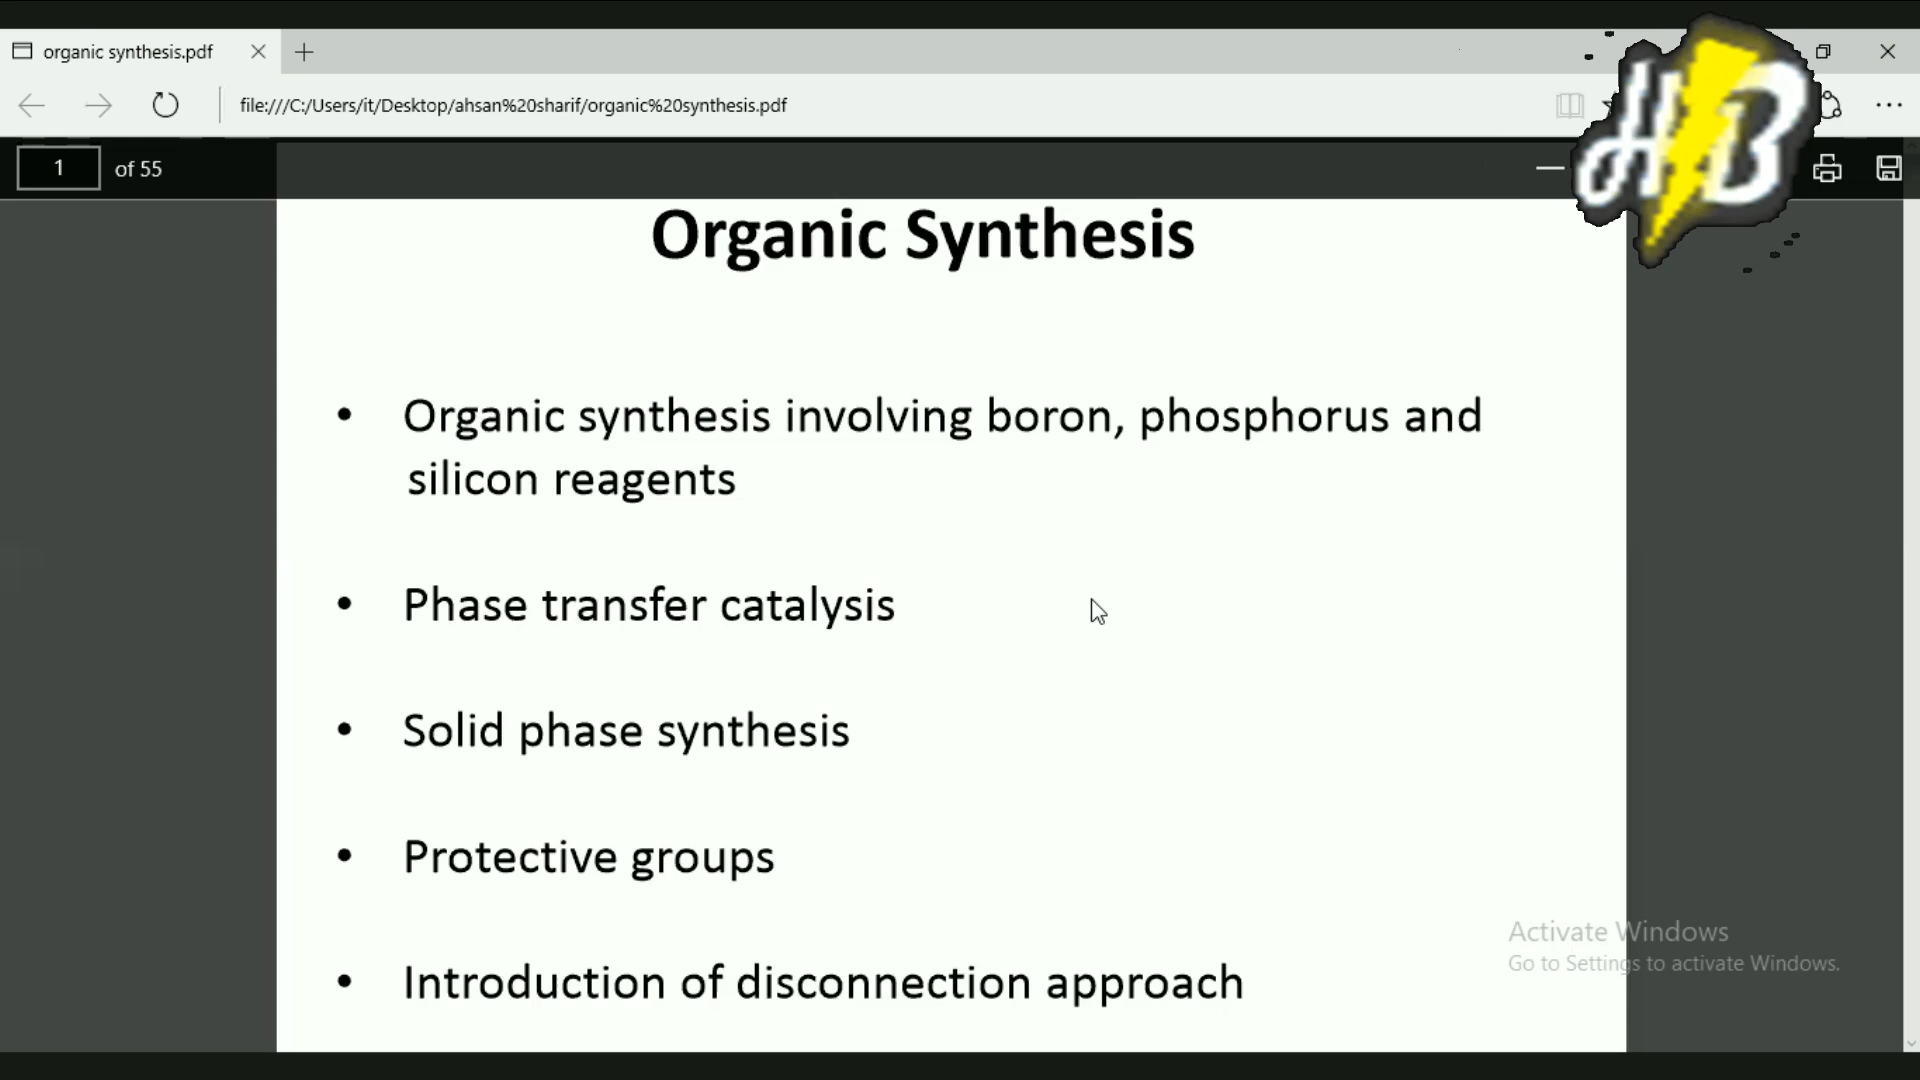 organic synthesis.pdf
file:///C:/Users/it/Desktop/ahsan%20sharif/organic%20synthesis.pdf
HB
1 of 55
Organic Synthesis
• Organic synthesis involving boron, phosphorus and
silicon reagents
• Phase transfer catalysis
• Solid phase synthesis
• Protective groups
• Introduction of disconnection approach
Activate Windows
Go to Settings to activate Windows.